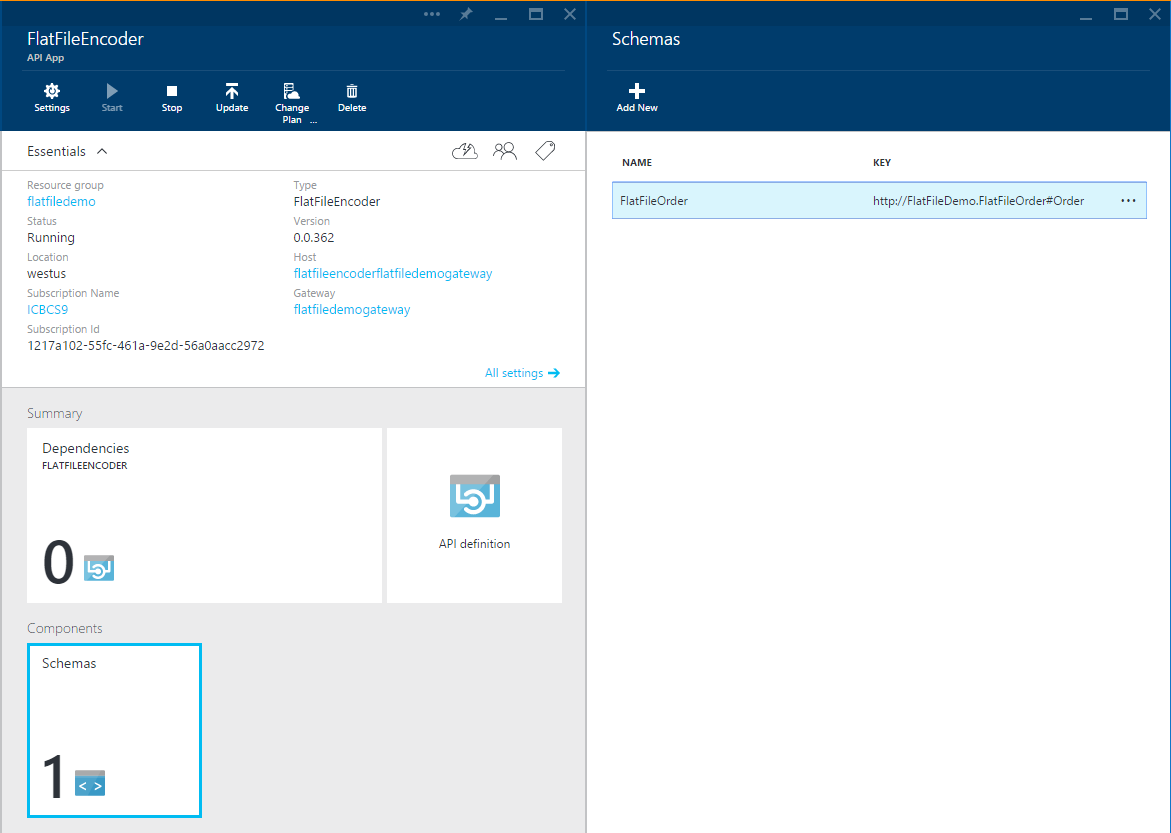 FlatFileEncoder
API App
Settings
Start
Stop
Update
Change
Plan ...
Delete
Essentials
Resource group
flatfiledemo
Status
Running
Location
westus
Subscription Name
ICBCS9
Subscription Id
1217a102-55fc-461a-9e2d-56a0aacc2972
Type
FlatFileEncoder
Version
0.0.362
Host
flatfileencoderflatfiledemogateway
Gateway
flatfiledemogateway
All settings
Summary
Dependencies
FLATFILEENCODER
0
API definition
Components
Schemas
1
Schemas
Add New
NAME KEY
FlatFileOrder http://FlatFileDemo.FlatFileOrder#Order